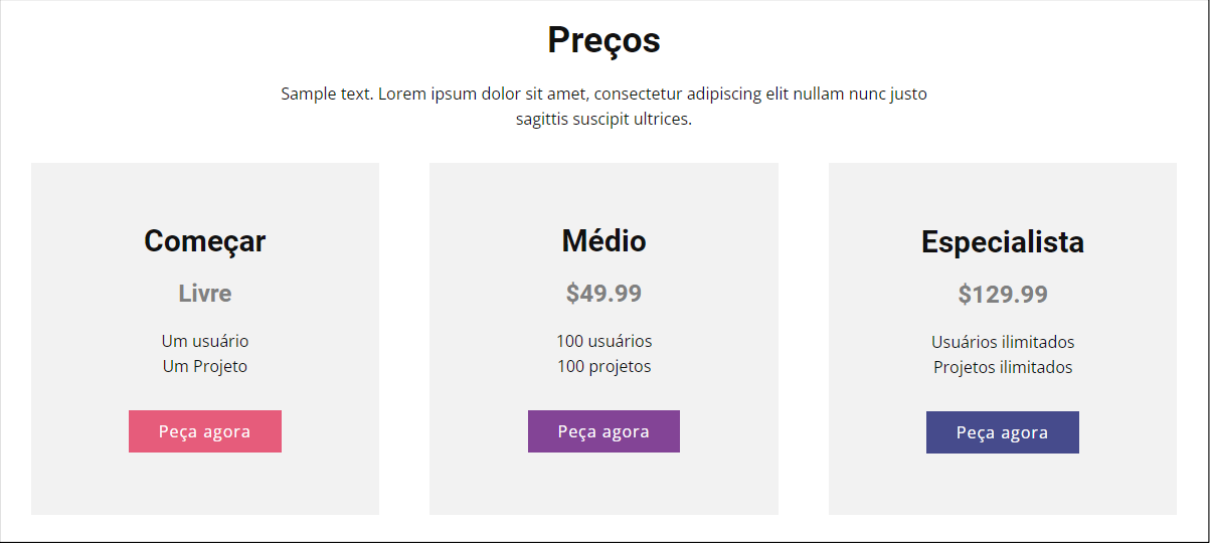 Preços
Sample text. Lorem ipsum dolor sit amet, consectetur adipiscing elit nullam nunc justo
sagittis suscipit ultrices.
Começar
Livre
Um usuário
Um Projeto
Peça agora
Médio
$49.99
100 usuários
100 projetos
Peça agora
Especialista
$129.99
Usuários ilimitados
Projetos ilimitados
Peça agora